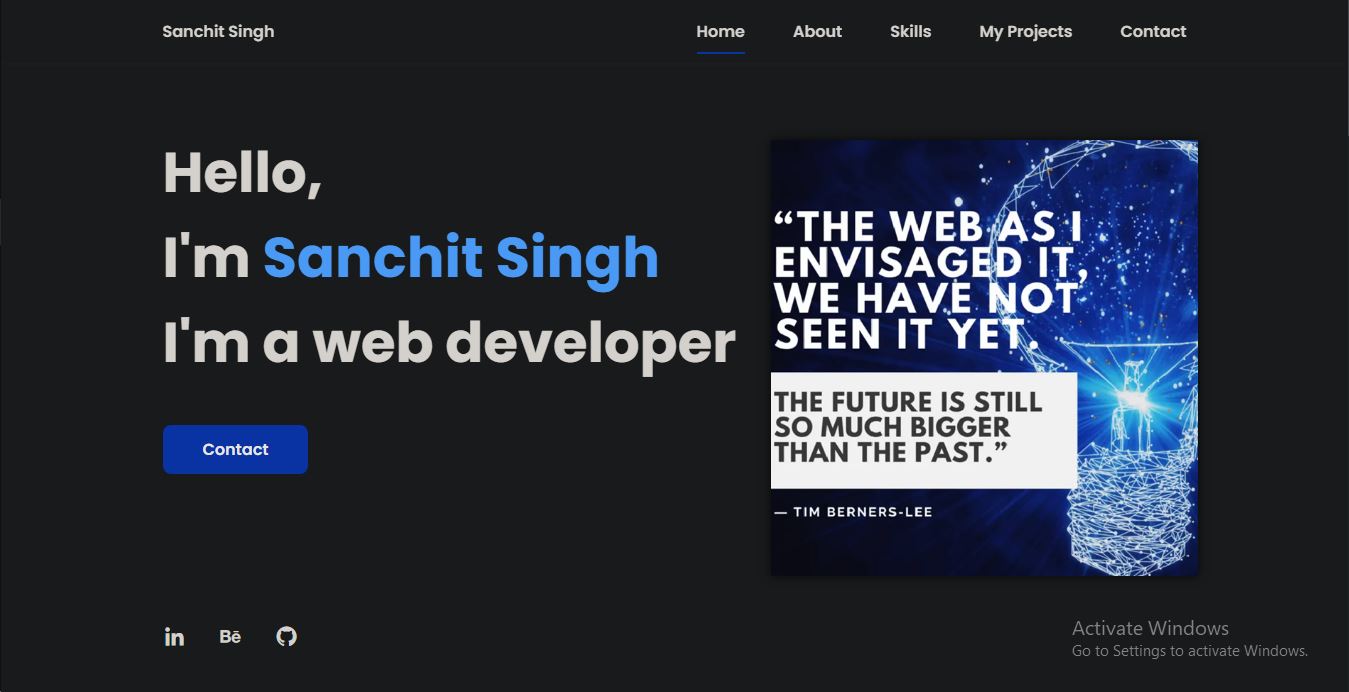 Sanchit Singh
Home
About
Skills
My Projects
Contact
Hello,
I'm Sanchit Singh
I'm a web developer
Contact
“THE WEB AS I
ENVISAGED IT,
WE HAVE NOT
SEEN IT YET.
THE FUTURE IS STILL
SO MUCH BIGGER
THAN THE PAST.”
— TIM BERNERS-LEE
in
Bē
Activate Windows
Go to Settings to activate Windows.